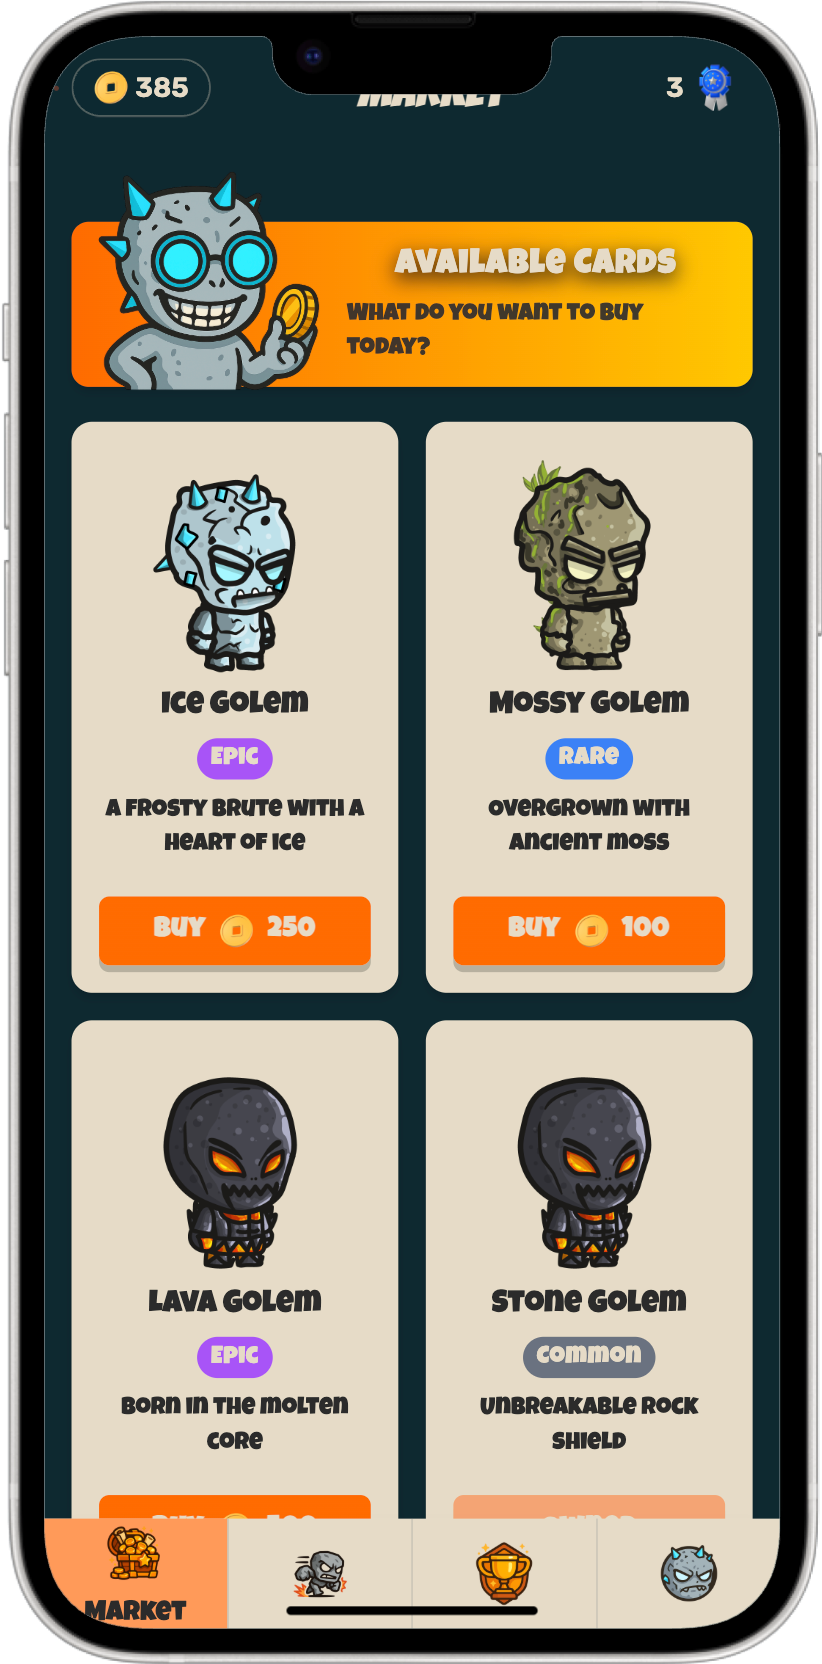 385
MARKET
3
AVAILABLE CARDS
WHAT DO YOU WANT TO BUY
TODAY?
ICE GOLEM
MOSSY GOLEM
EPIC
RARE
A FROSTY BRUTE WITH A
HEART OF ICE
OVERGROWN WITH
ANCIENT MOSS
BUY 250
BUY 100
LAVA GOLEM
STONE GOLEM
EPIC
COMMON
BORN IN THE MOLTEN
CORE
UNBREAKABLE ROCK
SHIELD
BUY
MARKET